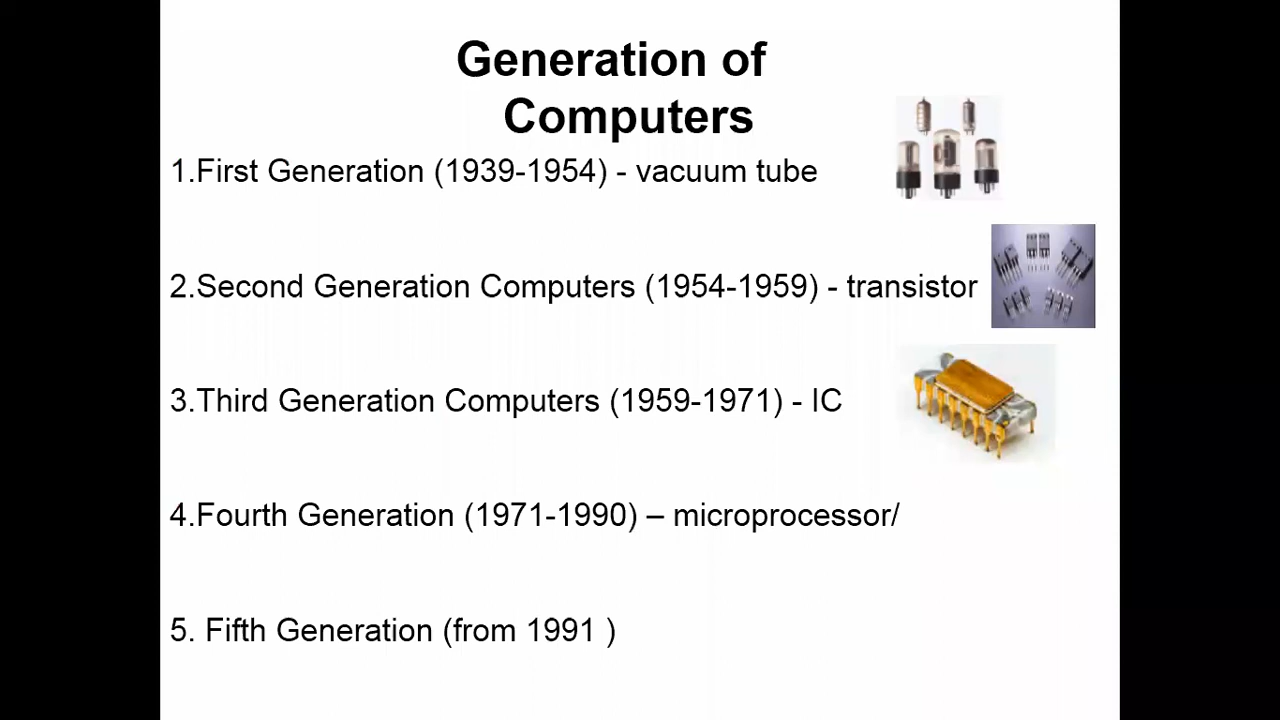 Generation of
Computers
1.First Generation (1939-1954) - vacuum tube
2.Second Generation Computers (1954-1959) - transistor
3.Third Generation Computers (1959-1971) - IC
4.Fourth Generation (1971-1990) – microprocessor/
5. Fifth Generation (from 1991 )